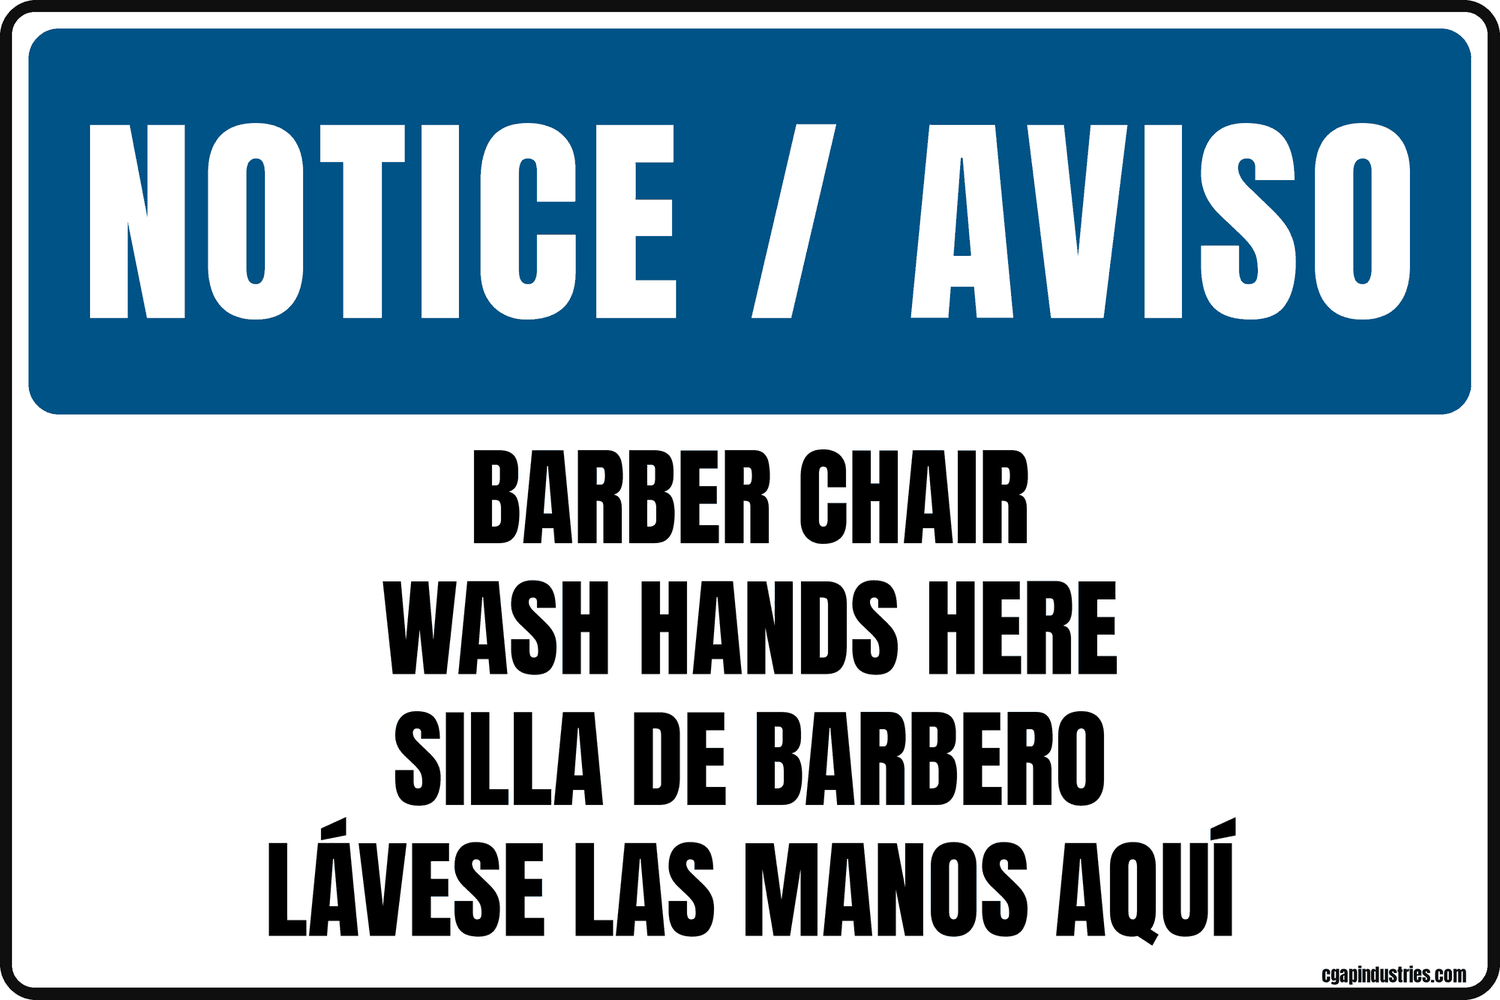 NOTICE / AVISO
BARBER CHAIR
WASH HANDS HERE
SILLA DE BARBERO
LÁVESE LAS MANOS AQUÍ
cgapindustries.com